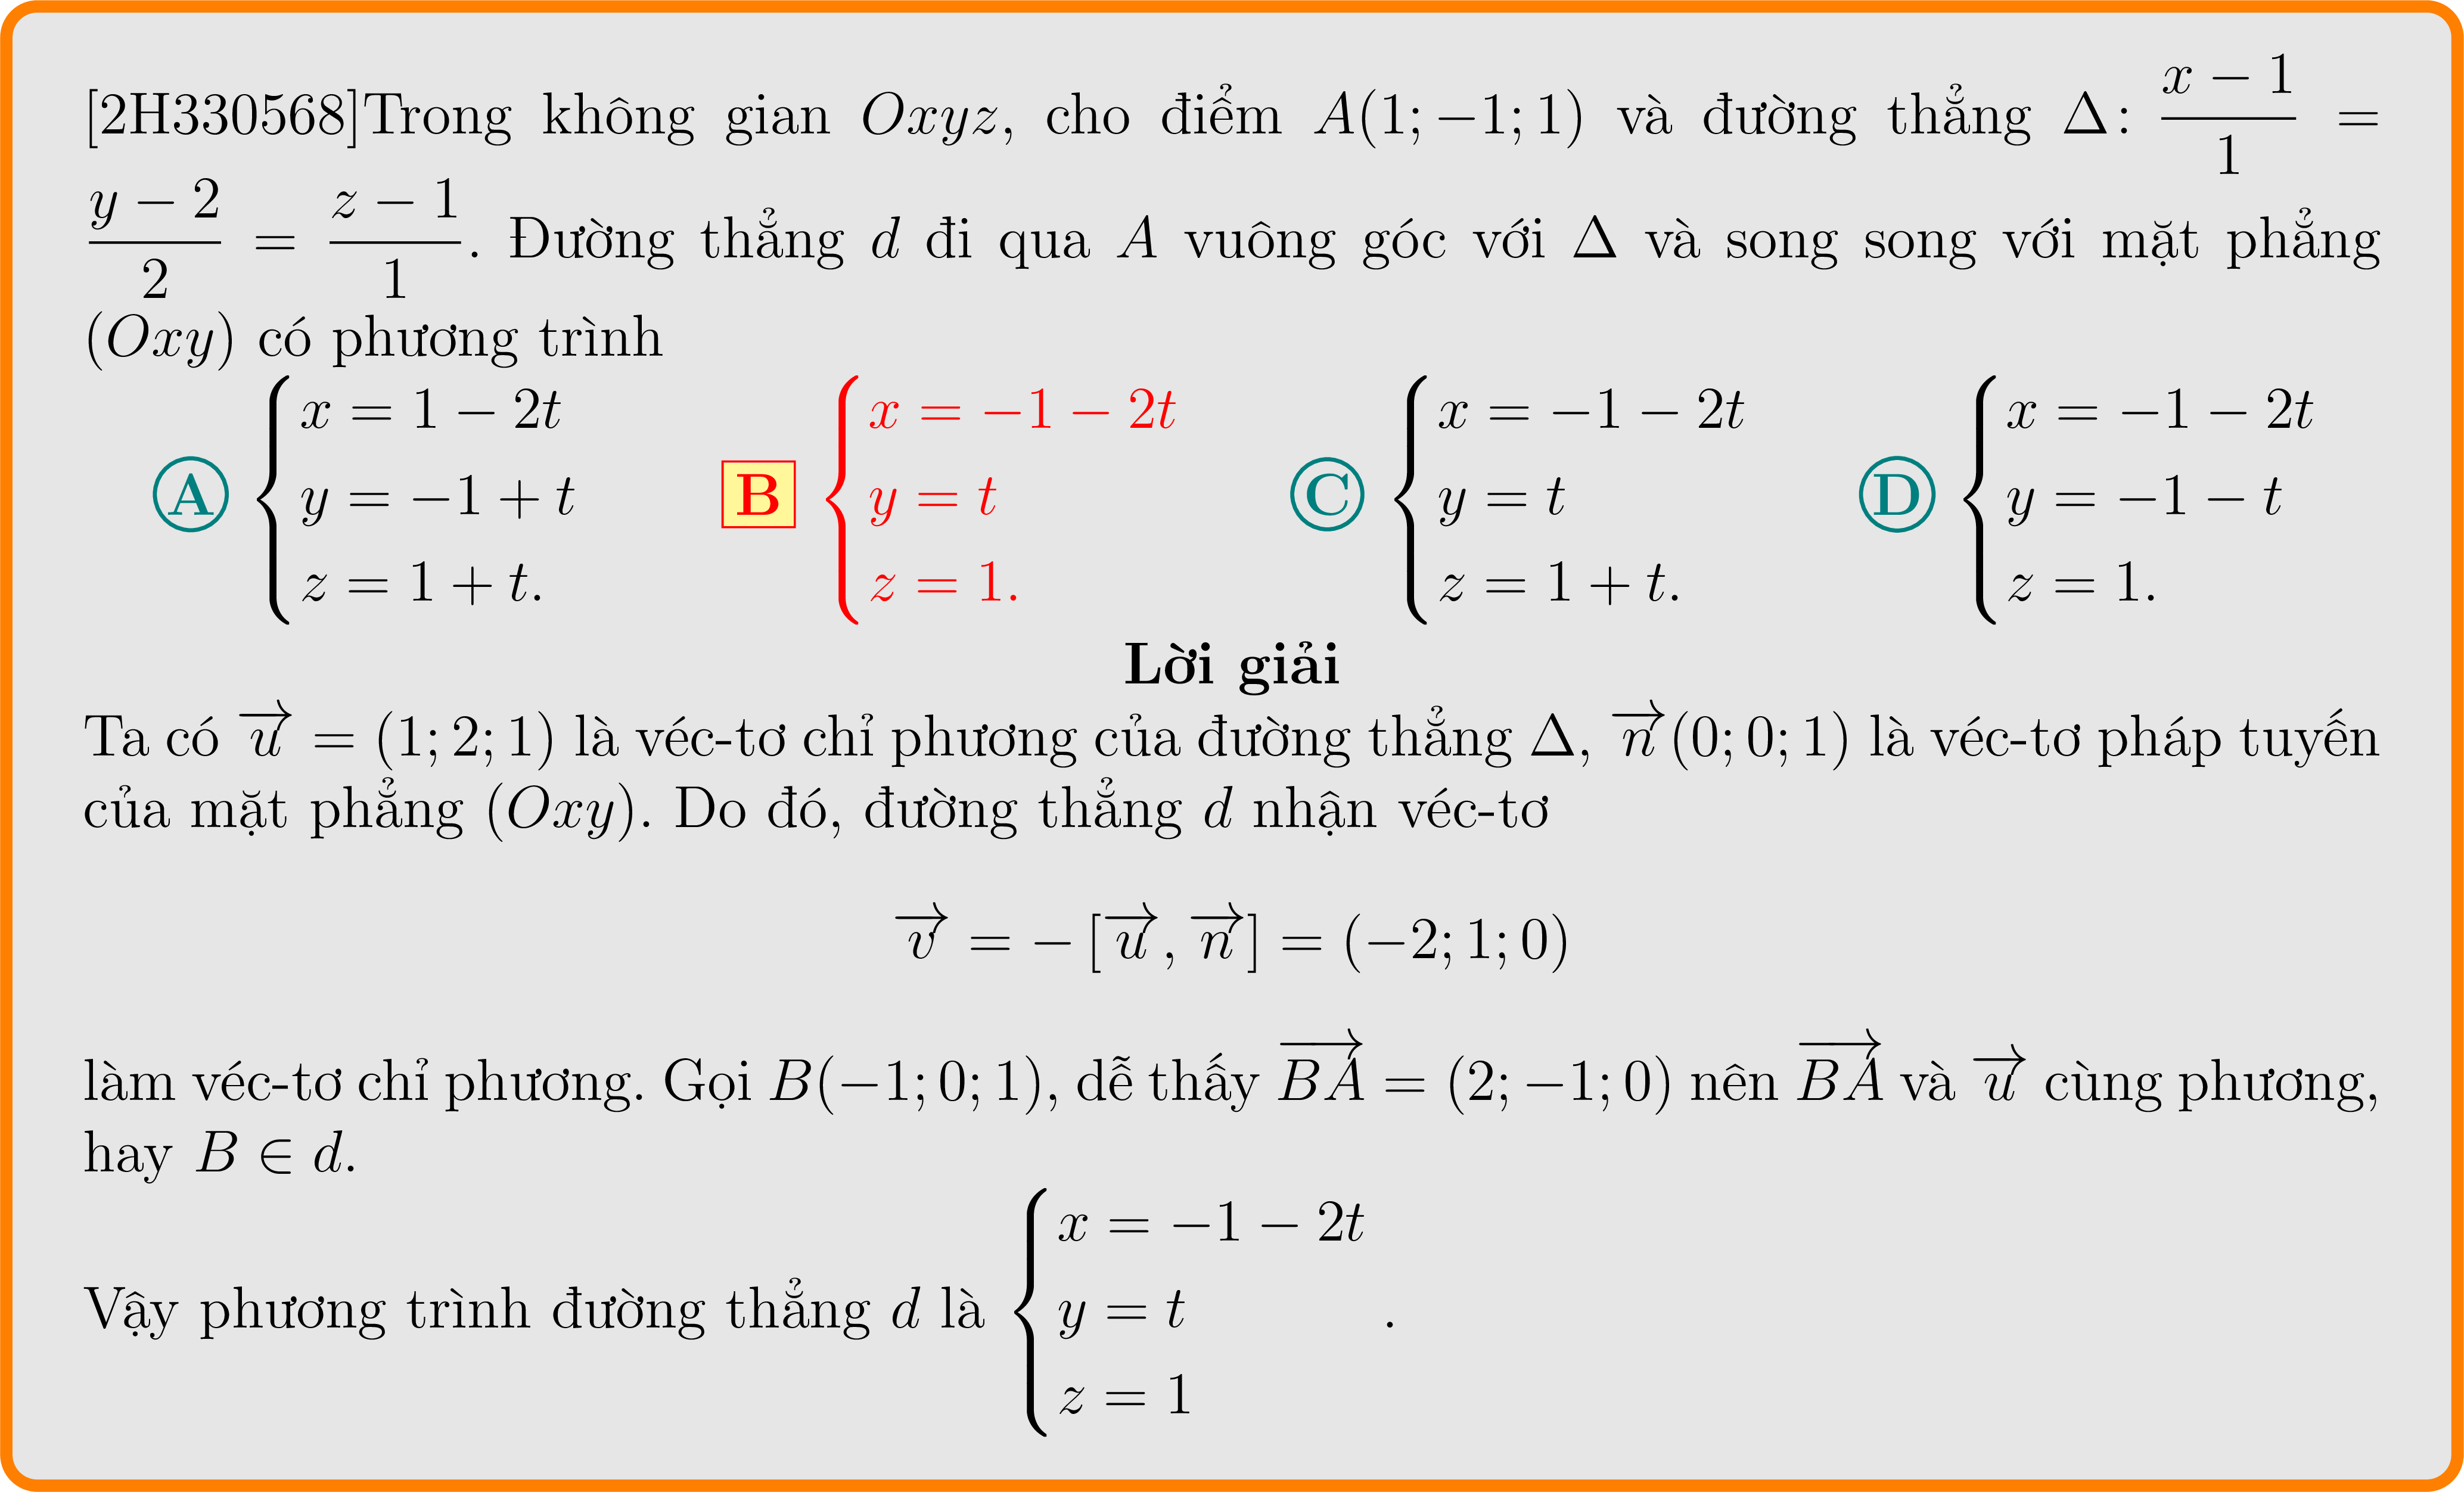 [2H330568]Trong không gian $Oxyz$, cho điểm $A(1;-1;1)$ và đường thẳng $\Delta\colon \dfrac{x-1}{1} =$
$\dfrac{y-2}{2} = \dfrac{z-1}{1}$. Đường thẳng $d$ đi qua $A$ vuông góc với $\Delta$ và song song với mặt phẳng
$(Oxy)$ có phương trình
A $\begin{cases} x = 1 - 2t \\ y = -1 + t \\ z = 1 + t. \end{cases}$ B $\begin{cases} x = -1 - 2t \\ y = t \\ z = 1. \end{cases}$ C $\begin{cases} x = -1 - 2t \\ y = t \\ z = 1 + t. \end{cases}$ D $\begin{cases} x = -1 - 2t \\ y = -1 - t \\ z = 1. \end{cases}$
Lời giải
Ta có $\overrightarrow{u} = (1;2;1)$ là véc-tơ chỉ phương của đường thẳng $\Delta$, $\overrightarrow{n}(0;0;1)$ là véc-tơ pháp tuyến
của mặt phẳng $(Oxy)$. Do đó, đường thẳng $d$ nhận véc-tơ
$\overrightarrow{v} = -[\overrightarrow{u}, \overrightarrow{n}] = (-2;1;0)$
làm véc-tơ chỉ phương. Gọi $B(-1;0;1)$, dễ thấy $\overrightarrow{BA} = (2;-1;0)$ nên $\overrightarrow{BA}$ và $\overrightarrow{u}$ cùng phương,
hay $B \in d$.
Vậy phương trình đường thẳng $d$ là $\begin{cases} x = -1 - 2t \\ y = t \\ z = 1 \end{cases}$.